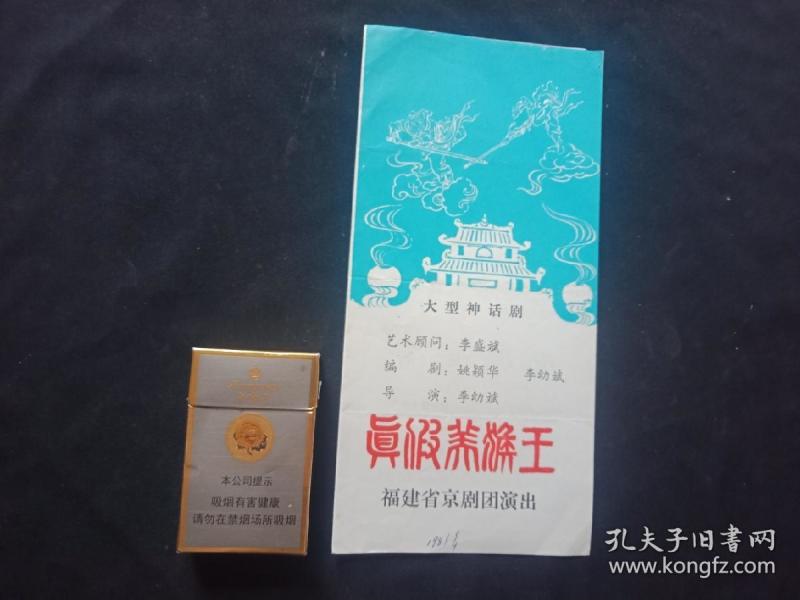 大型神话剧
艺术顾问：李盛斌
编 剧：姚颖华 李幼斌
导 演：李幼斌
真假美猴王
福建省京剧团演出
本公司提示
吸烟有害健康
请勿在禁烟场所吸烟
孔夫子旧书网
www.kongfz.com